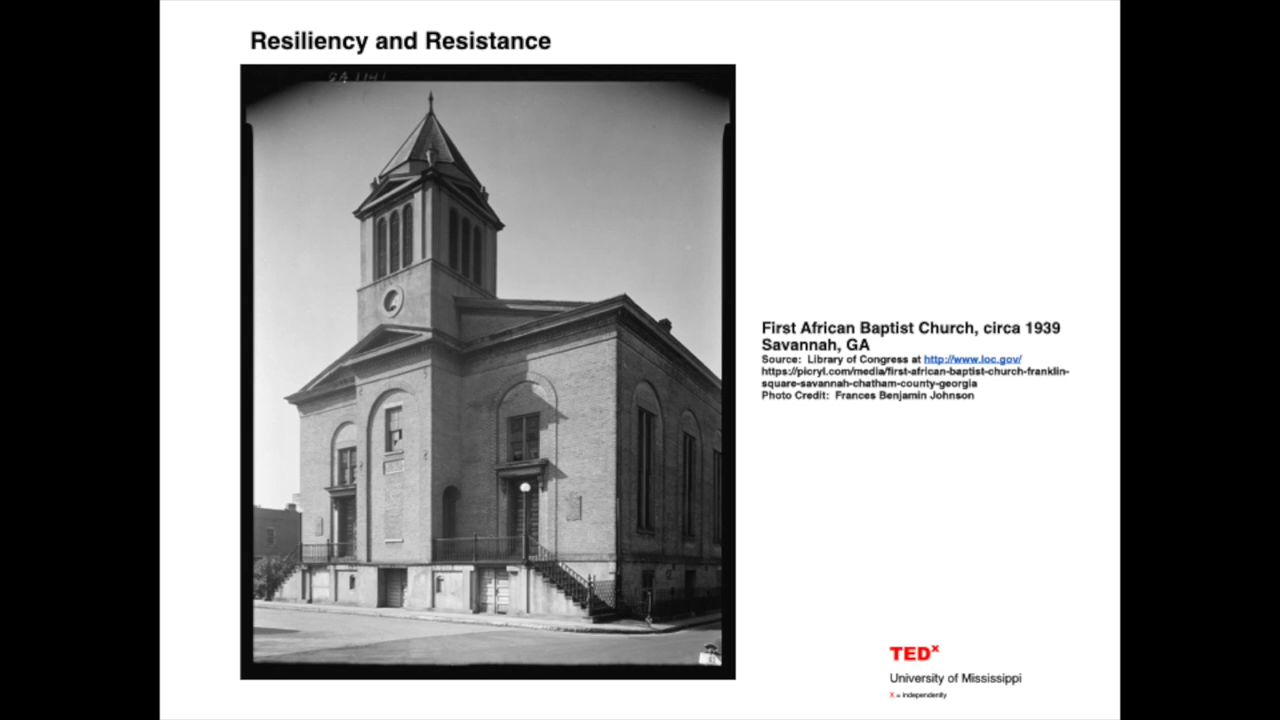 Resiliency and Resistance
First African Baptist Church, circa 1939
Savannah, GA
Source: Library of Congress at http://www.loc.gov/
https://picryl.com/media/first-african-baptist-church-franklin-
square-savannah-chatham-county-georgia
Photo Credit: Frances Benjamin Johnson
TEDx
University of Mississippi
X = independently